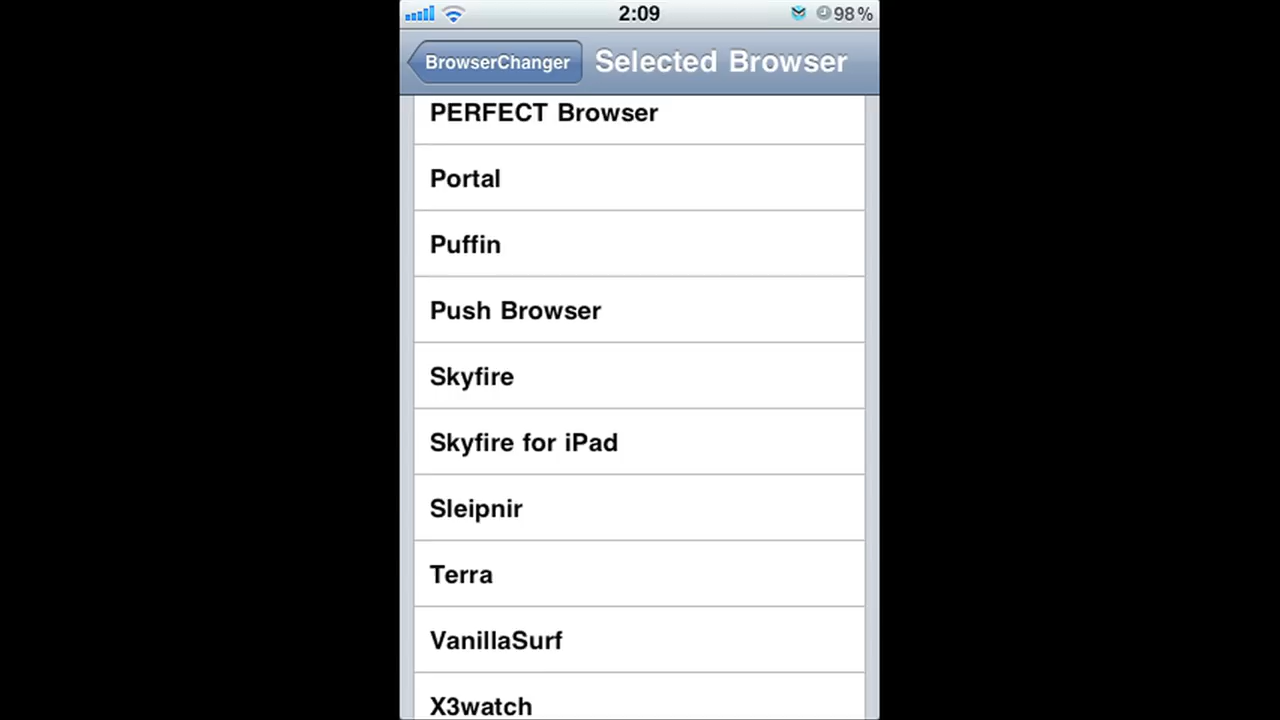 2:09
98%
BrowserChanger
Selected Browser
PERFECT Browser
Portal
Puffin
Push Browser
Skyfire
Skyfire for iPad
Sleipnir
Terra
VanillaSurf
X3watch